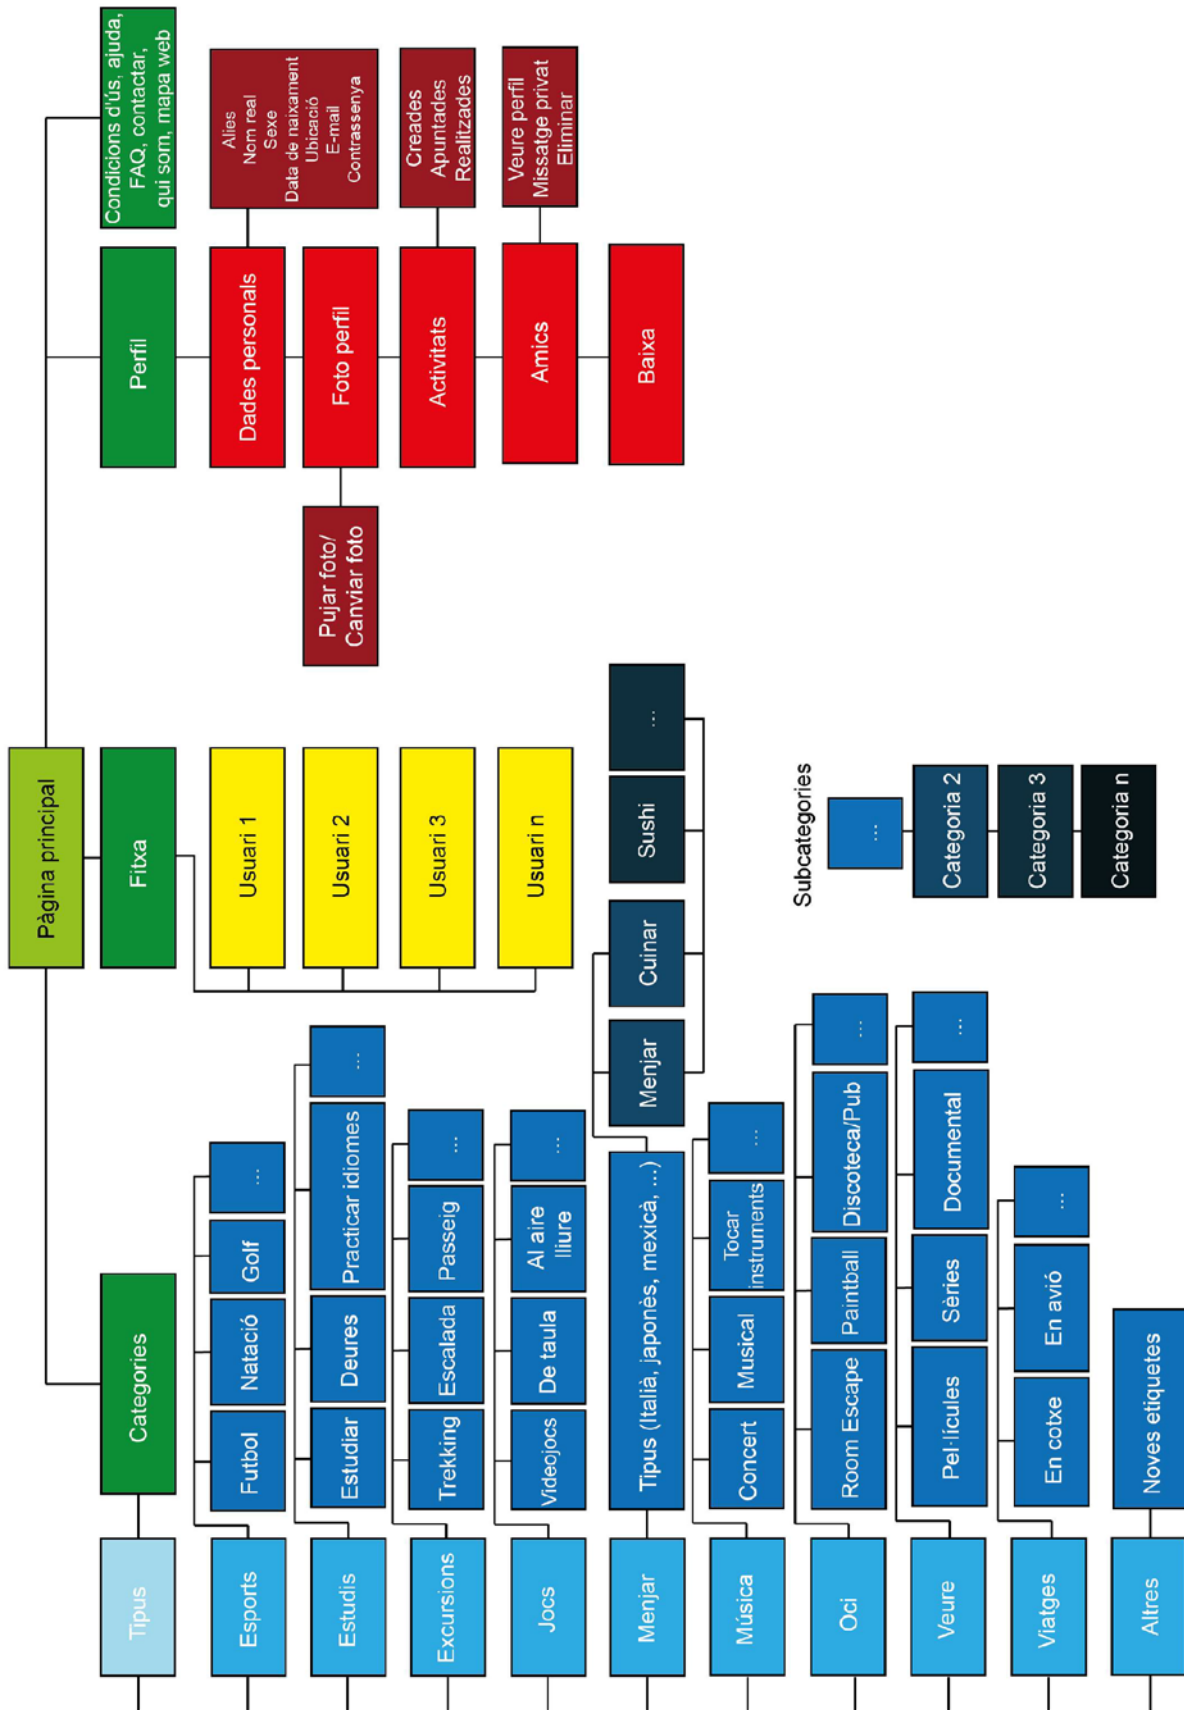 Pàgina principal
Tipus
Categories
Fitxa
Perfil
Condicions d'ús, ajuda,
FAQ, contactar,
qui som, mapa web
Esports
Futbol
Natació
Golf
...
Usuari 1
Dades personals
Alies
Nom real
Sexe
Data de naixament
Ubicació
E-mail
Contrassenya
Estudis
Estudiar
Deures
Practicar idiomes
...
Usuari 2
Pujar foto/
Canviar foto
Foto perfil
Excursions
Trekking
Escalada
Passeig
...
Usuari 3
Activitats
Creades
Apuntades
Realitzades
Jocs
Videojocs
De taula
Al aire
lliure
...
Usuari n
Amics
Veure perfil
Missatge privat
Eliminar
Menjar
Tipus (Italià, japonès, mexicà, ...)
Menjar
Cuinar
Sushi
...
Baixa
Música
Concert
Musical
Tocar
instruments
...
Oci
Room Escape
Paintball
Discoteca/Pub
...
Subcategories
...
Categoria 2
Categoria 3
Categoria n
Veure
Pel·lícules
Sèries
Documental
...
Viatges
En cotxe
En avió
...
Altres
Noves etiquetes